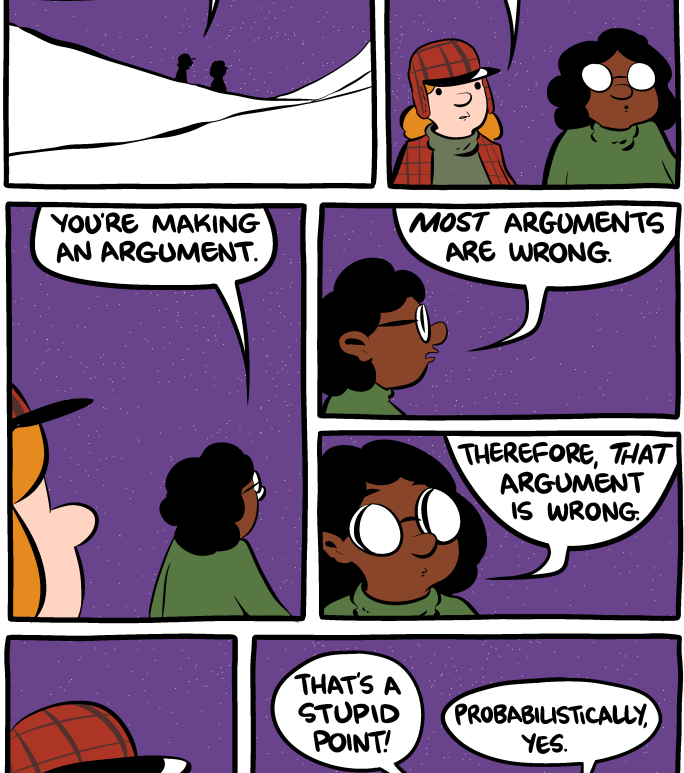 YOU'RE MAKING
AN ARGUMENT.
MOST ARGUMENTS
ARE WRONG.
THEREFORE, THAT
ARGUMENT
IS WRONG.
THAT'S A
STUPID
POINT!
PROBABILISTICALLY,
YES.